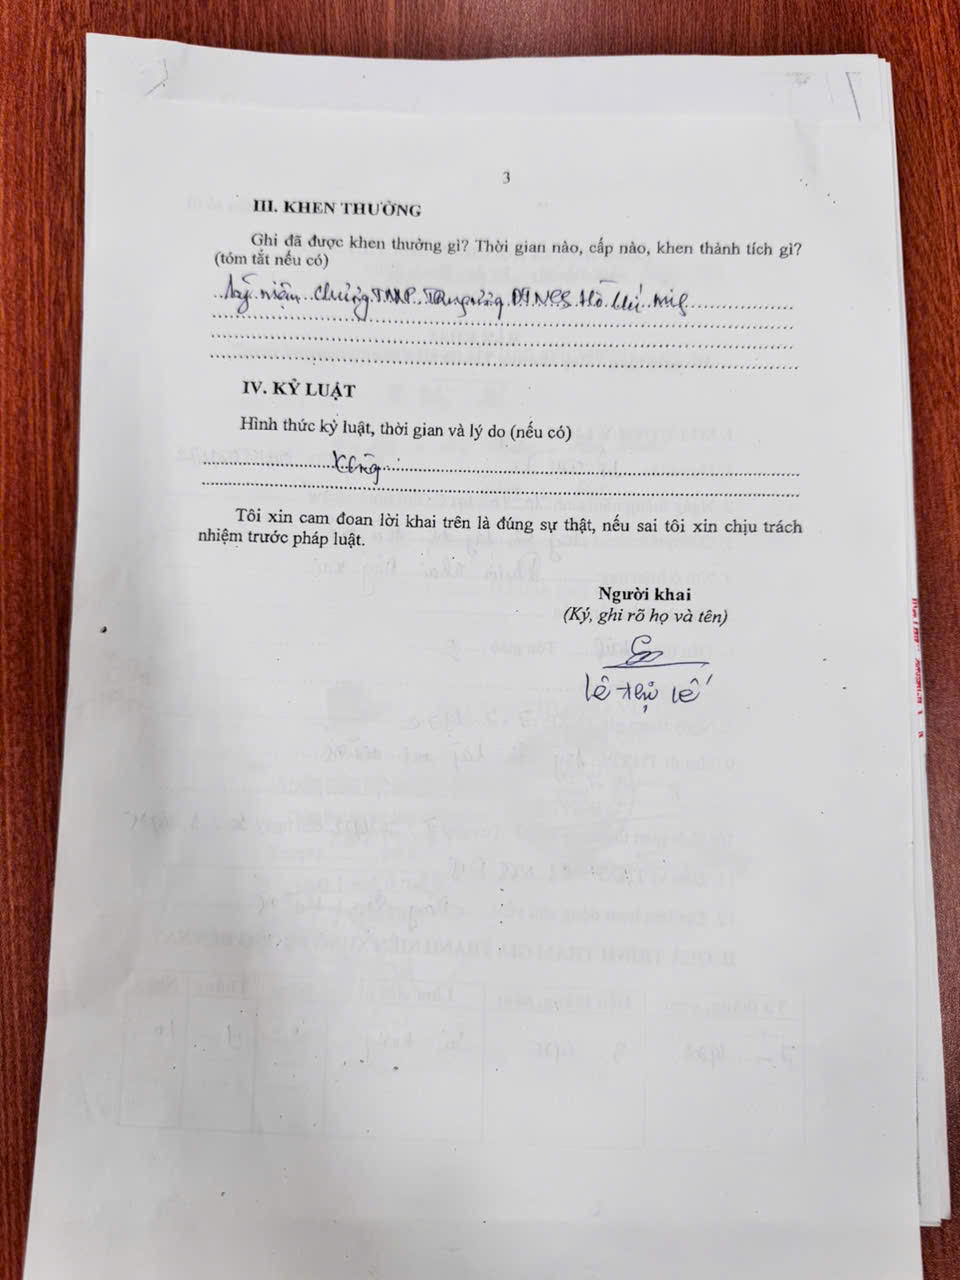 3
III. KHEN THƯỞNG
Ghi đã được khen thưởng gì? Thời gian nào, cấp nào, khen thành tích gì?
(tóm tắt nếu có)
Kỷ niệm chương TNXP Trung ương Đ.TNCS Hồ Chí Minh
IV. KỶ LUẬT
Hình thức kỷ luật, thời gian và lý do (nếu có)
Không
Tôi xin cam đoan lời khai trên là đúng sự thật, nếu sai tôi xin chịu trách
nhiệm trước pháp luật.
Người khai
(Ký, ghi rõ họ và tên)
Lê Thị Lế